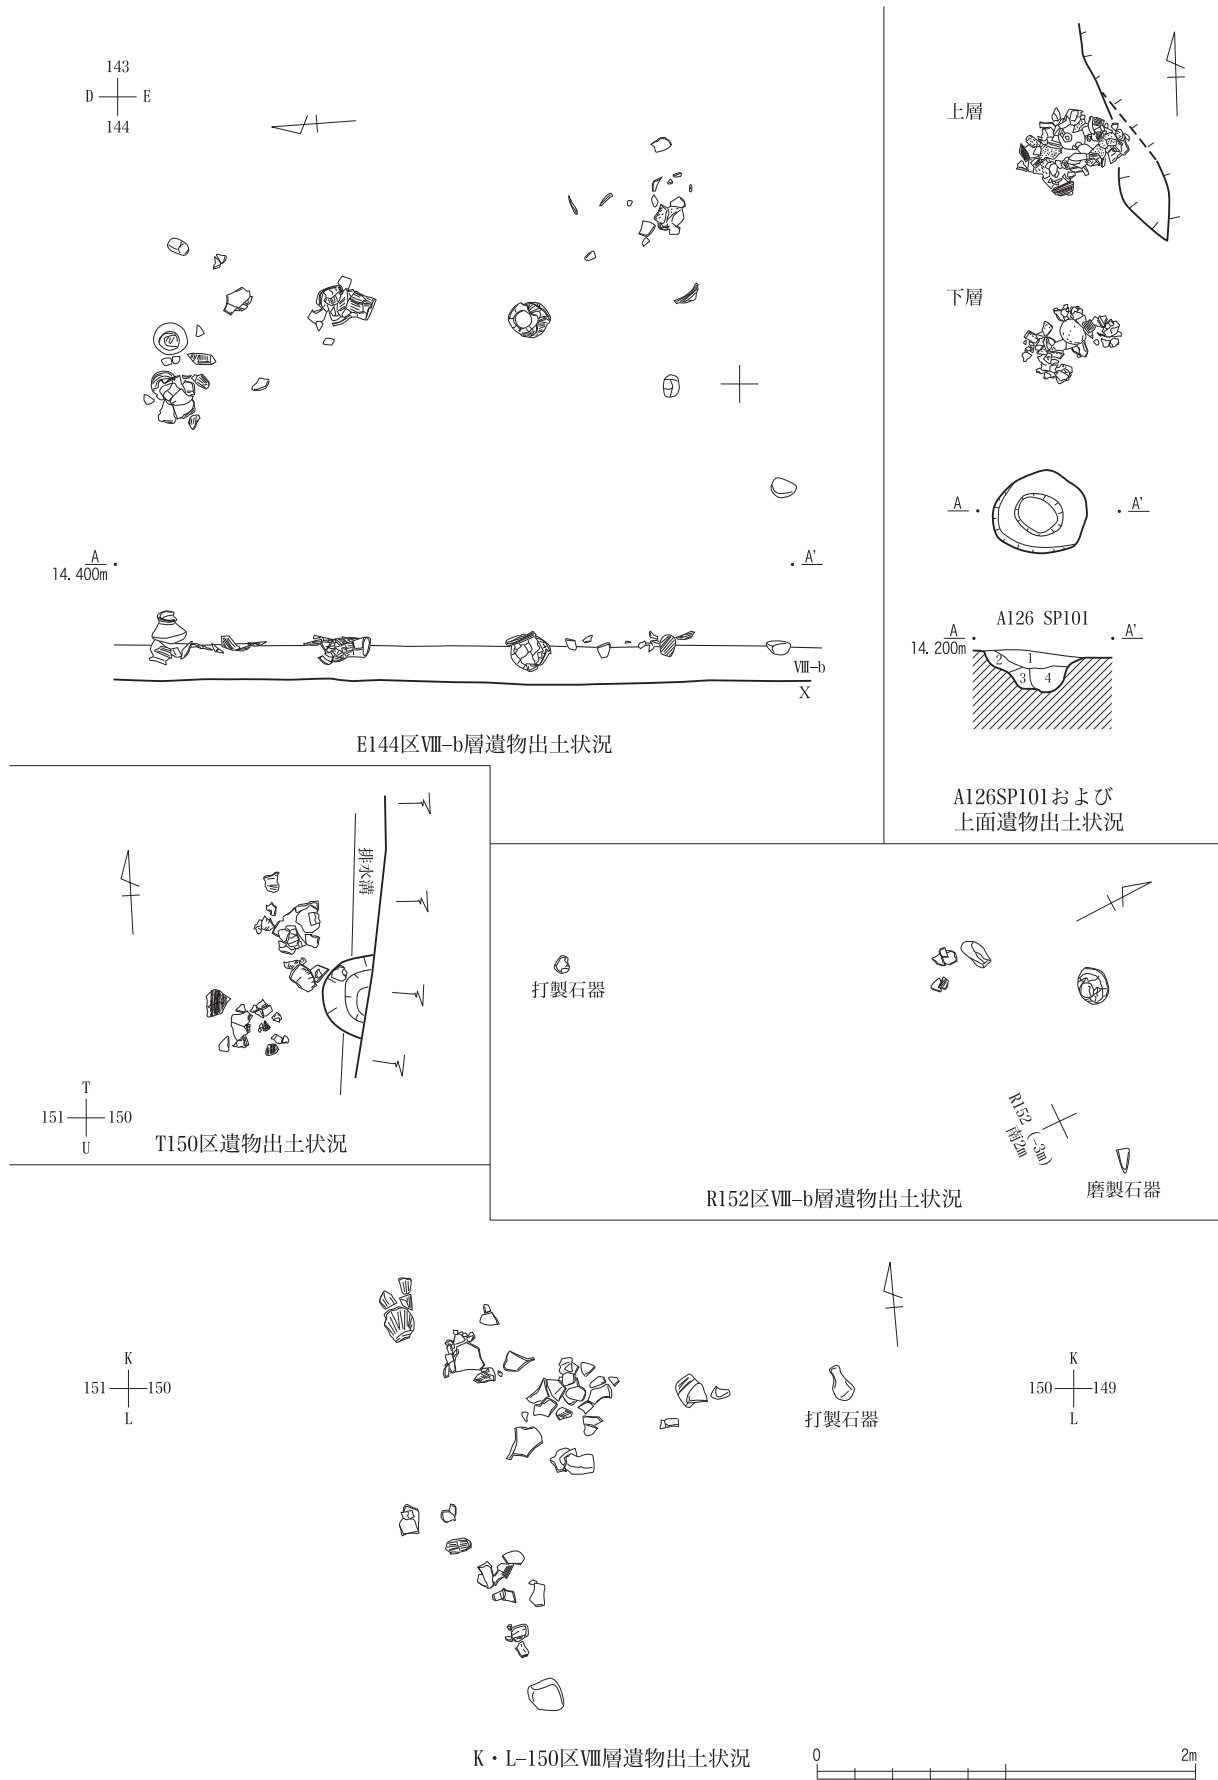 143
D E
144
A
14.400m
A'
Ⅷ-b
X
E144区Ⅷ-b層遺物出土状況
上層
下層
A A'
A126 SP101
A A'
14.200m
1
2
3 4
A126SP101および
上面遺物出土状況
排水溝
T
151 150
U
T150区遺物出土状況
打製石器
R152 (-3m)
南2m
磨製石器
R152区Ⅷ-b層遺物出土状況
K
151 150
L
打製石器
K
150 149
L
K・L-150区Ⅷ層遺物出土状況
0 2m